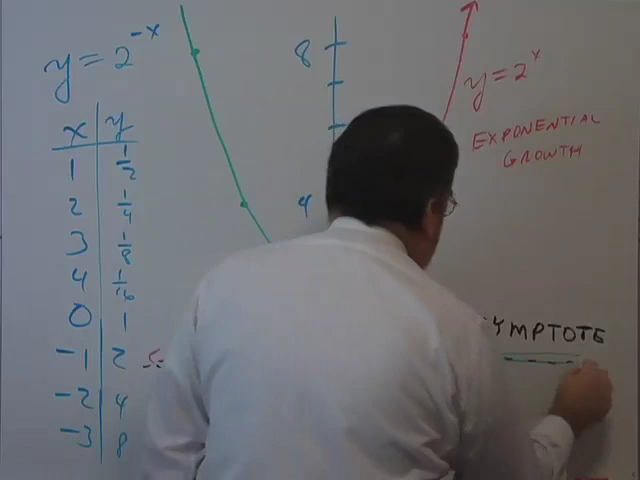 y = 2^-x
x y
1 1/2
2 1/4
3 1/8
4 1/16
0 1
-1 2
-2 4
-3 8
8
4
y = 2^x
EXPONENTIAL
GROWTH
YMPTOTE